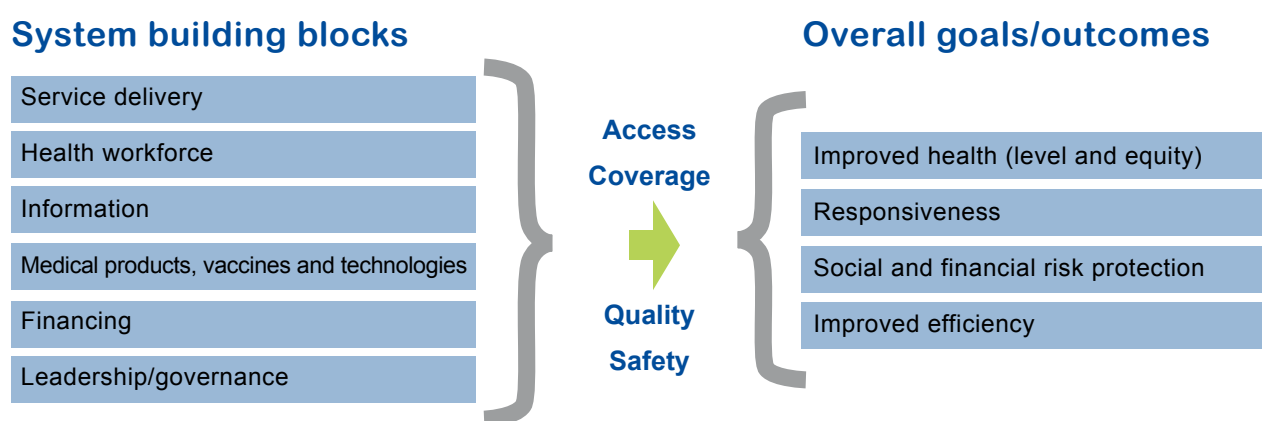 System building blocks
Service delivery
Health workforce
Information
Medical products, vaccines and technologies
Financing
Leadership/governance
Access
Coverage
Quality
Safety
Overall goals/outcomes
Improved health (level and equity)
Responsiveness
Social and financial risk protection
Improved efficiency